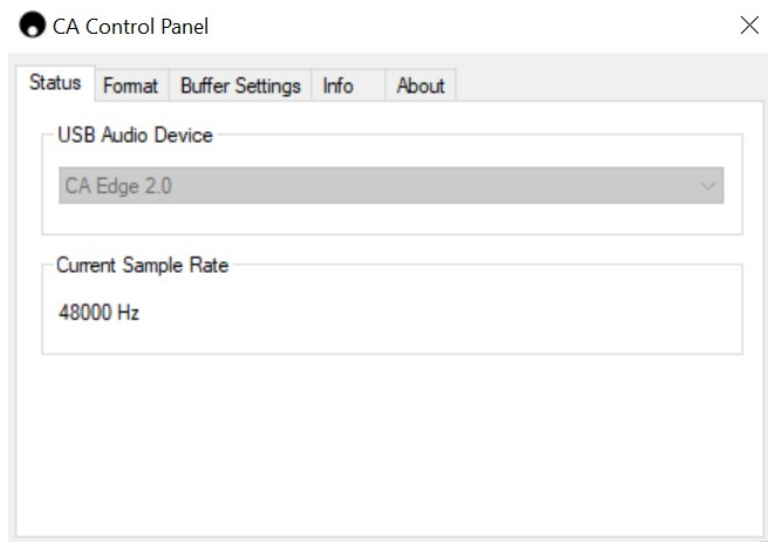 CA Control Panel
Status Format Buffer Settings Info About
USB Audio Device
CA Edge 2.0
Current Sample Rate
48000 Hz